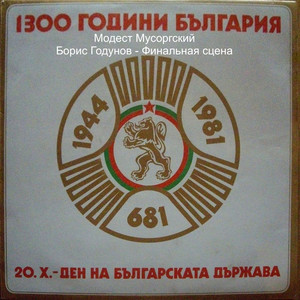 1300 ГОДИНИ БЪЛГАРИЯ
Модест Мусоргский
Борис Годунов - Финальная сцена
1944
1981
681
20. X.-ДЕН НА БЪЛГАРСКАТА ДЪРЖАВА